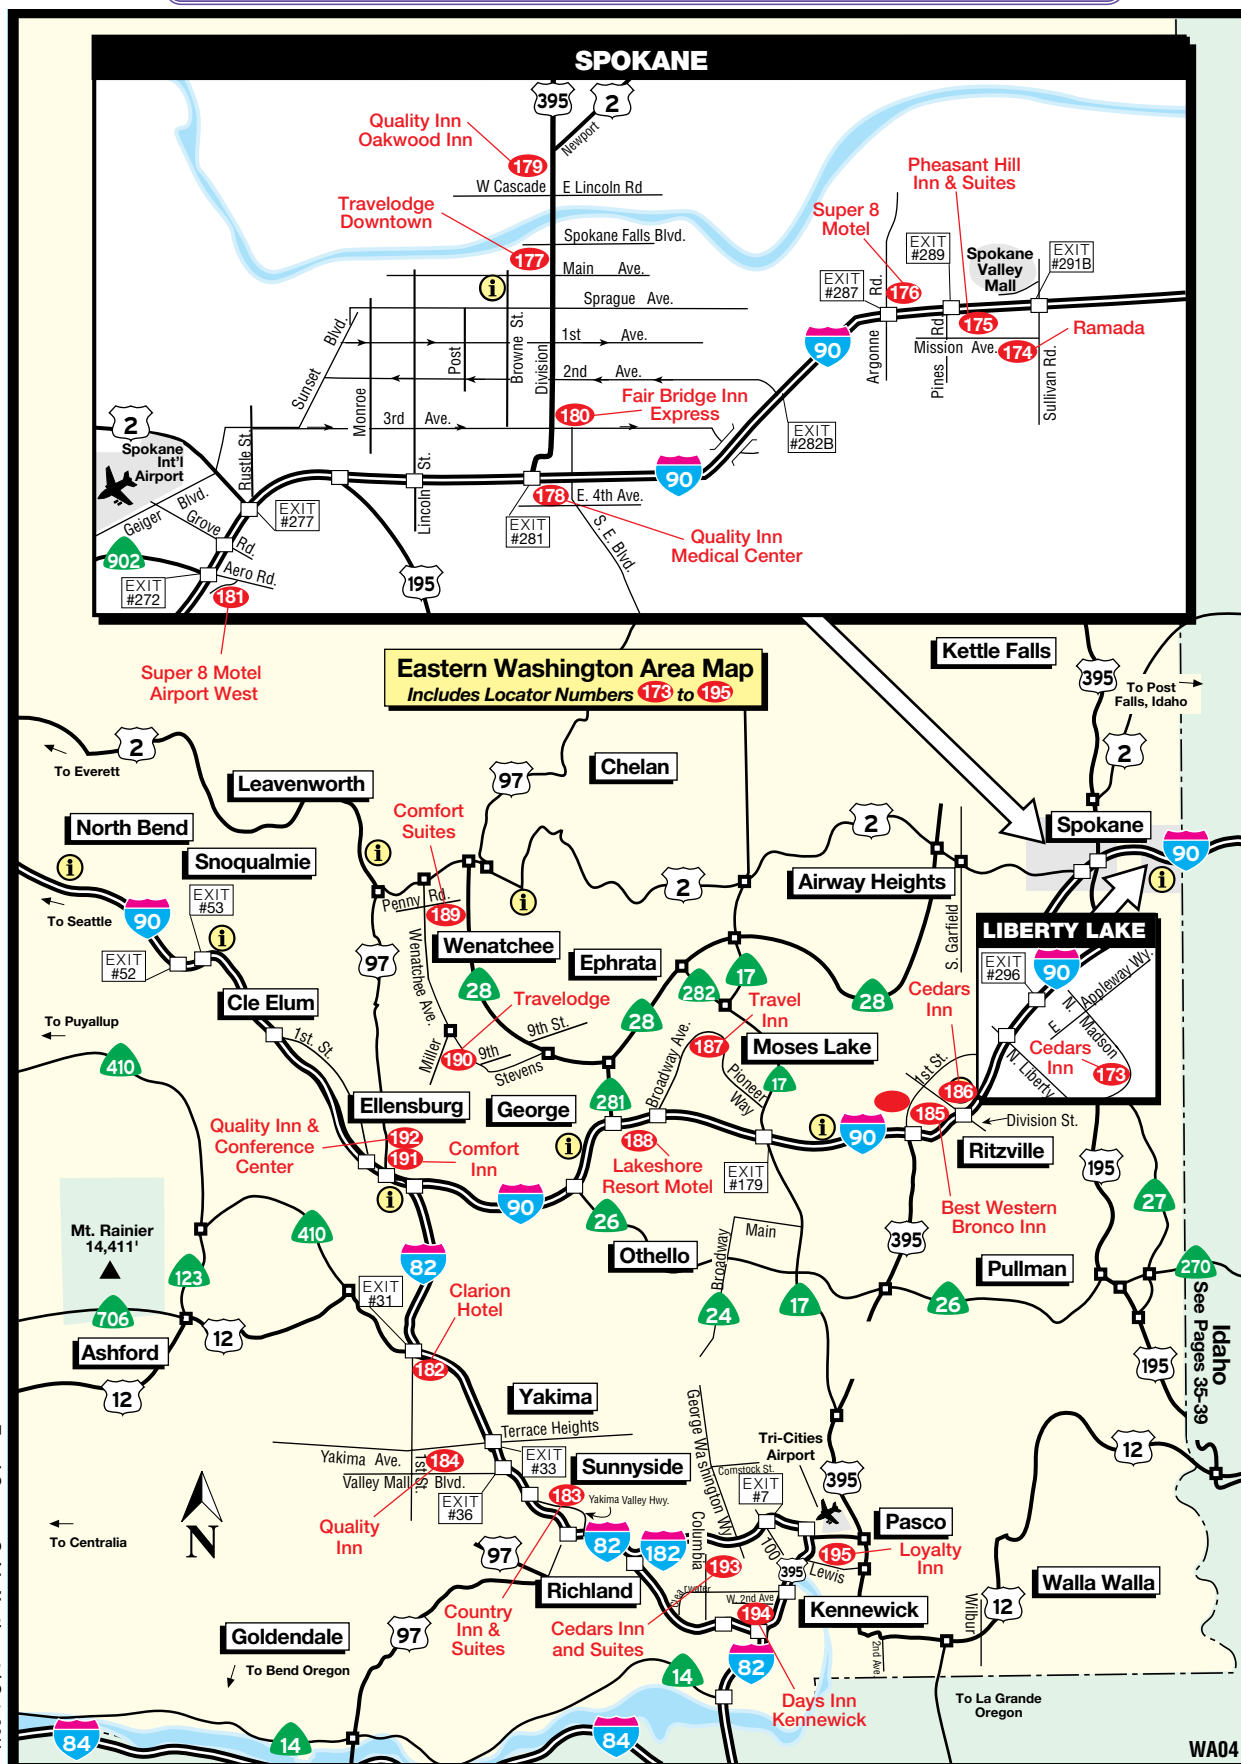 SPOKANE
395
2
Newport
Quality Inn
Oakwood Inn
179
W Cascade
E Lincoln Rd
Travelodge
Downtown
177
Spokane Falls Blvd.
Main Ave.
i
Sprague Ave.
1st Ave.
2nd Ave.
3rd Ave.
Sunset Blvd.
Monroe
Post
Browne St.
Division
Fair Bridge Inn
Express
180
Pheasant Hill
Inn & Suites
Super 8
Motel
176
EXIT
#289
EXIT
#287
Spokane
Valley
Mall
EXIT
#291B
175
Ramada
174
Mission Ave.
Argonne Rd.
Pines Rd
Sullivan Rd.
90
EXIT
#282B
2
Spokane
Int'l
Airport
Rustle St.
Geiger Blvd.
Grove Rd.
Aero Rd.
902
EXIT
#277
EXIT
#272
181
Lincoln St.
195
EXIT
#281
90
178
E. 4th Ave.
S. E. Blvd.
Quality Inn
Medical Center
Super 8 Motel
Airport West
Eastern Washington Area Map
Includes Locator Numbers 173 to 195
Kettle Falls
395
To Post
Falls, Idaho
2
2
To Everett
Leavenworth
97
Chelan
North Bend
Snoqualmie
Comfort
Suites
i
i
i
2
2
Spokane
90
i
Airway Heights
EXIT
#53
To Seattle
90
i
EXIT
#52
Penny Rd.
189
Wenatchee
Wenatchee Ave.
97
28
Ephrata
282
17
28
28
S. Garfield
LIBERTY LAKE
EXIT
#296
90
E. Appleway Wy.
N. Madson
N. Liberty
Cedars
Inn
173
Cle Elum
To Puyallup
410
1st. St.
Travelodge
9th St.
9th
Stevens
Miller
190
Travel
Inn
187
Moses Lake
Broadway Ave.
Pioneer Way
17
281
Cedars
Inn
186
1st St.
185
Division St.
Ritzville
Ellensburg
George
Quality Inn &
Conference
Center
192
191
Comfort
Inn
i
i
188
Lakeshore
Resort Motel
EXIT
#179
i
90
Best Western
Bronco Inn
195
27
90
26
Othello
Main
Broadway
24
17
395
26
Pullman
270
Idaho
See Pages 35-39
Mt. Rainier
14,411'
410
123
706
12
Ashford
12
82
EXIT
#31
Clarion
Hotel
182
195
Yakima
Terrace Heights
Yakima Ave.
1st St.
184
Valley Mall Blvd.
EXIT
#33
EXIT
#36
Quality
Inn
Sunnyside
183
Yakima Valley Hwy.
George Washington Wy
Comstock St.
Tri-Cities
Airport
EXIT
#7
395
12
Pasco
Loyalty
Inn
195
Lewis
N
To Centralia
97
82
182
Columbia
193
395
W. 2nd Ave
194
Richland
Kennewick
2nd Ave.
Walla Walla
12
Wilbur
Country
Inn &
Suites
Cedars Inn
and Suites
Goldendale
97
To Bend Oregon
82
14
Days Inn
Kennewick
To La Grande
Oregon
84
14
84
WA04